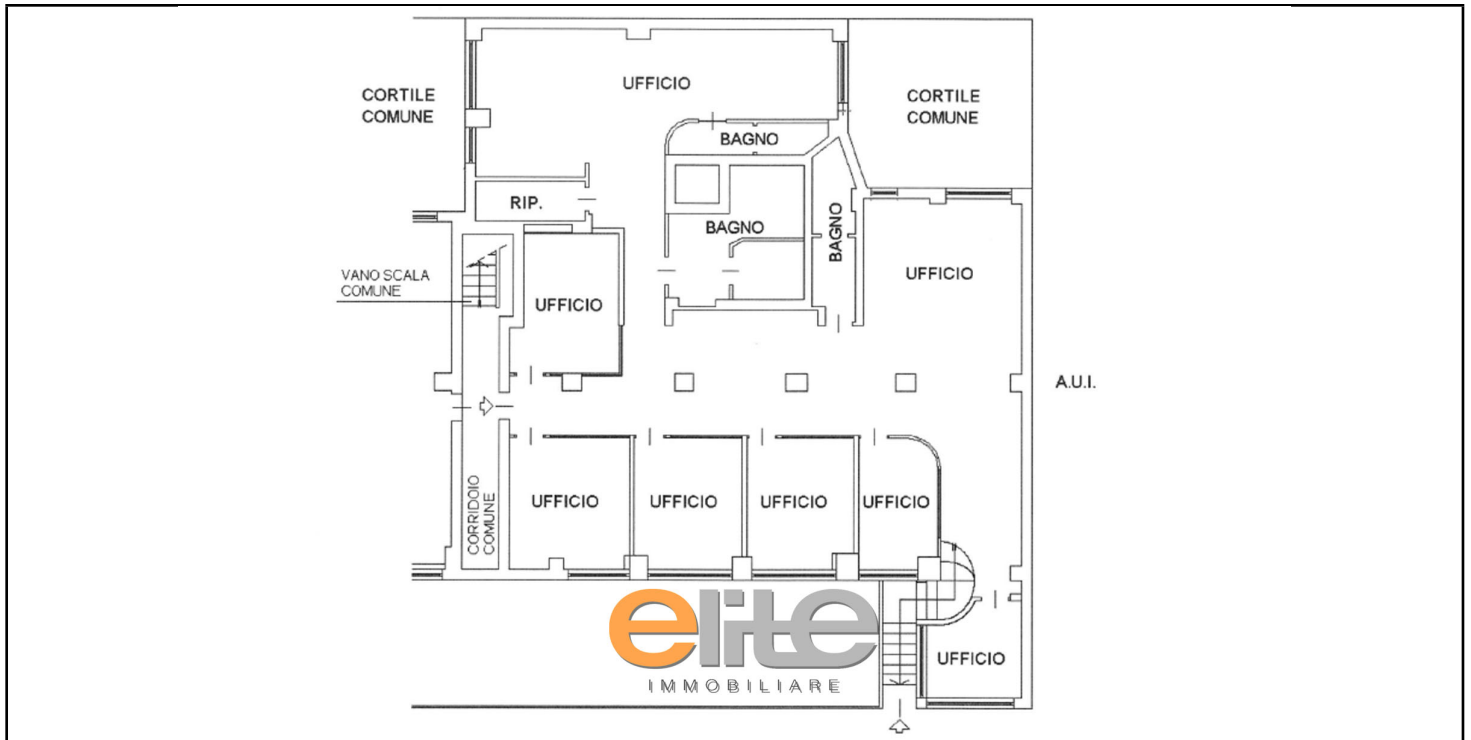 UFFICIO
CORTILE
COMUNE
CORTILE
COMUNE
BAGNO
RIP.
BAGNO
BAGNO
VANO SCALA
COMUNE
UFFICIO
UFFICIO
A.U.I.
CORRIDOIO
COMUNE
UFFICIO
UFFICIO
UFFICIO
UFFICIO
elite
IMMOBILIARE
UFFICIO